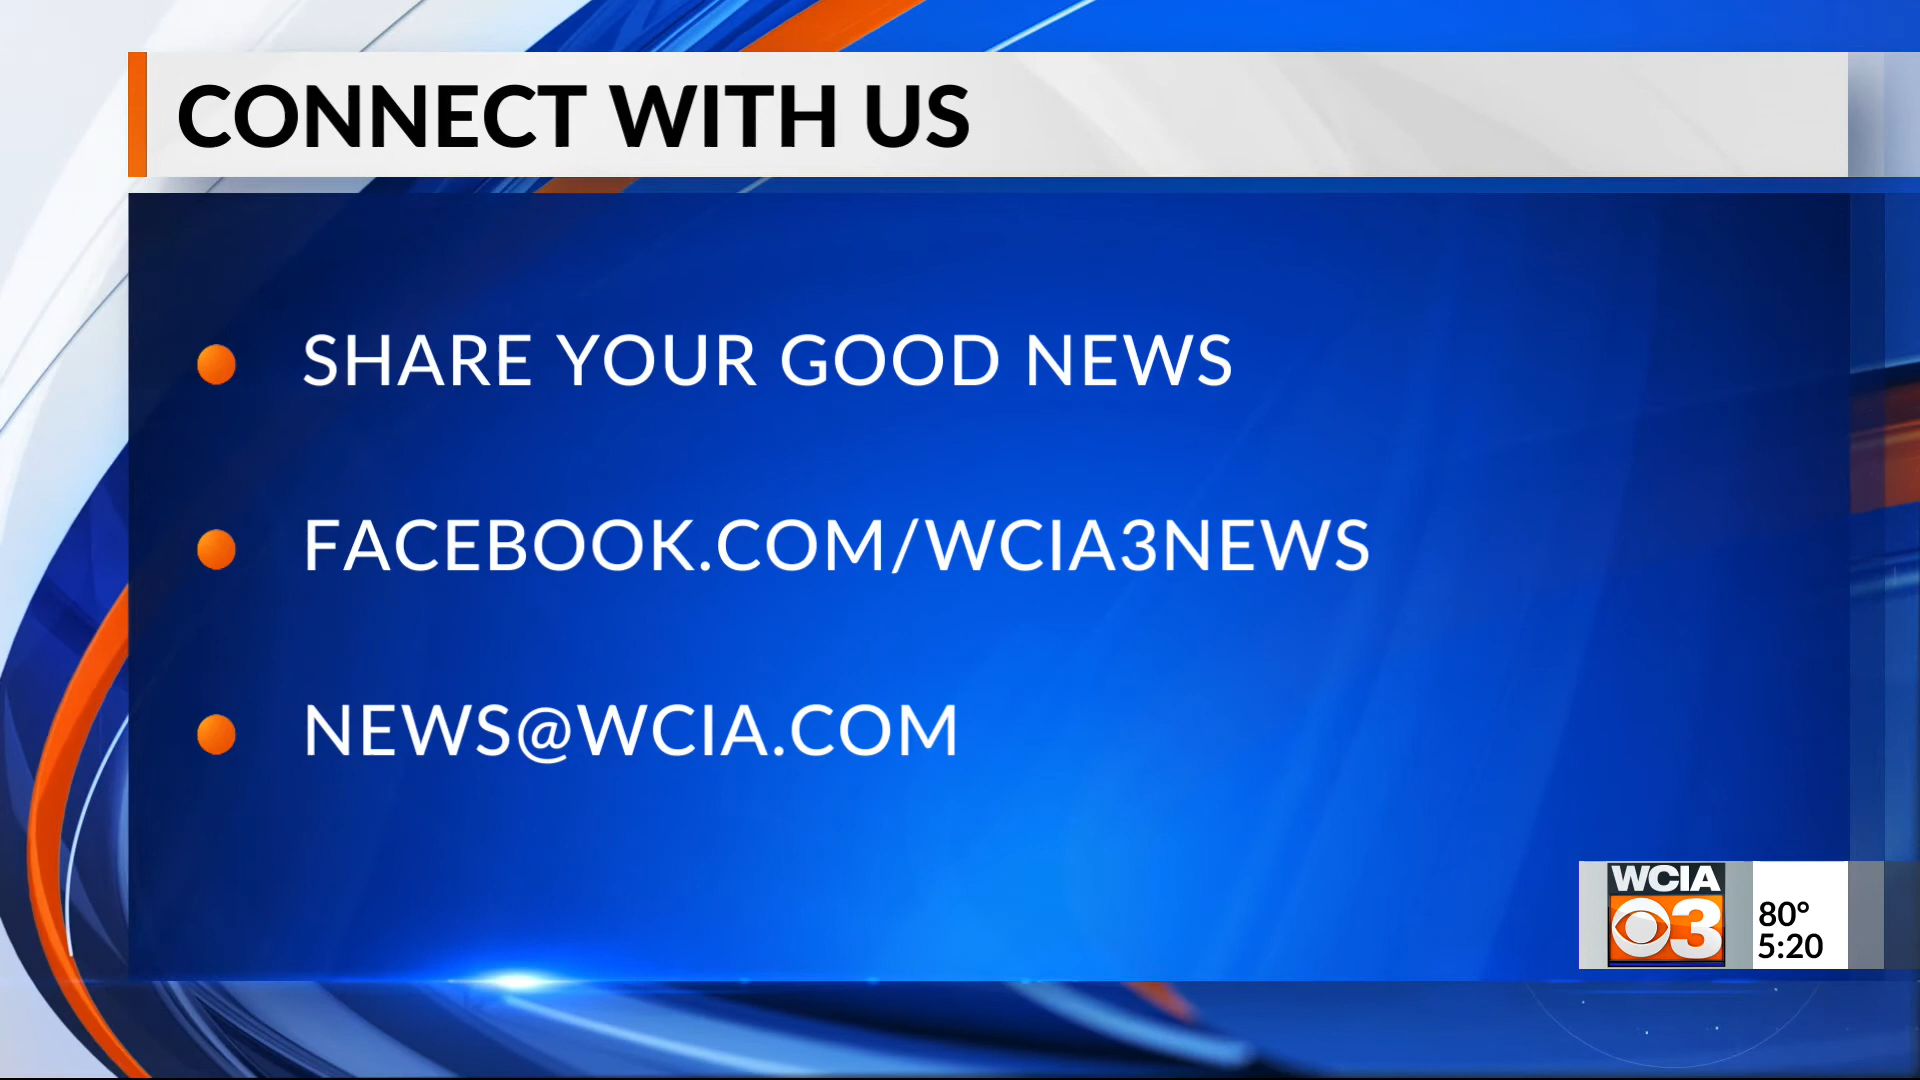 CONNECT WITH US
SHARE YOUR GOOD NEWS
FACEBOOK.COM/WCIA3NEWS
NEWS@WCIA.COM
WCIA
3
80°
5:20